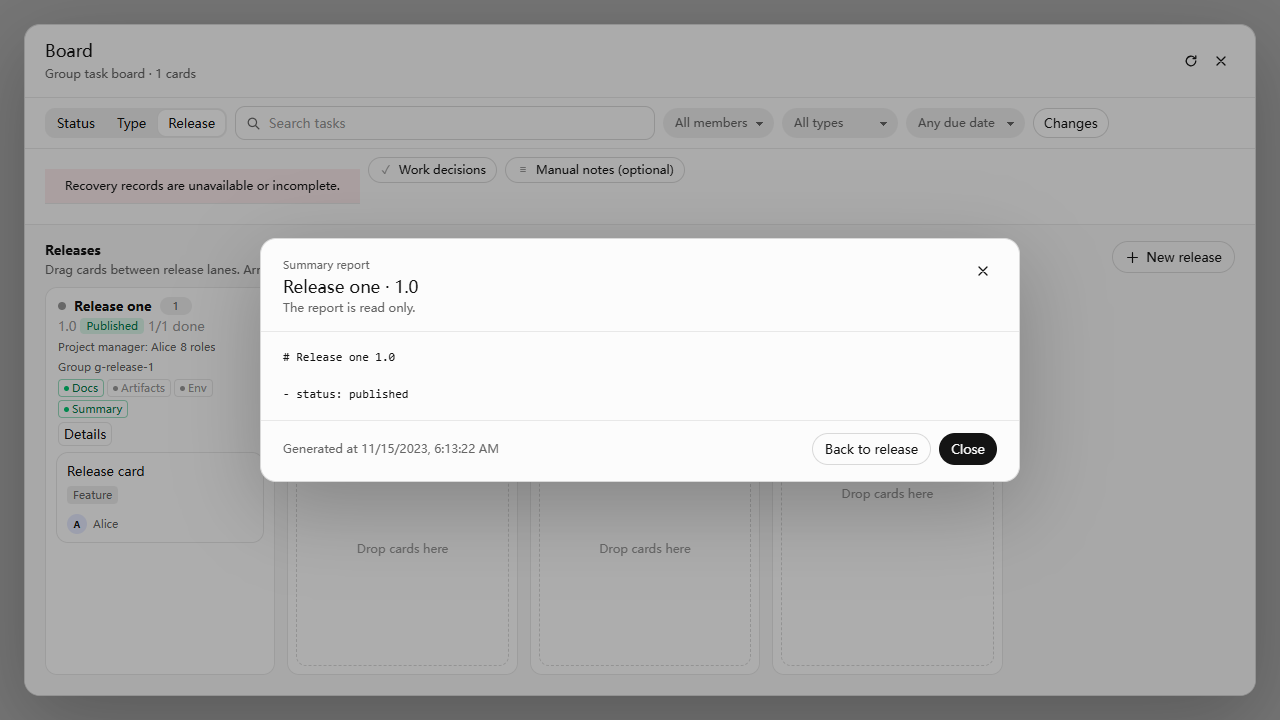 Board
Group task board · 1 cards
Status Type Release Search tasks All members All types Any due date Changes
Recovery records are unavailable or incomplete. ✓ Work decisions ≡ Manual notes (optional)
Releases
Drag cards between release lanes.
+ New release
Release one 1
1.0 Published 1/1 done
Project manager: Alice 8 roles
Group g-release-1
Docs Artifacts Env
Summary
Details
Release card
Feature
A Alice
Summary report
Release one · 1.0
The report is read only.
# Release one 1.0
- status: published
Generated at 11/15/2023, 6:13:22 AM Back to release Close
Drop cards here
Drop cards here
Drop cards here